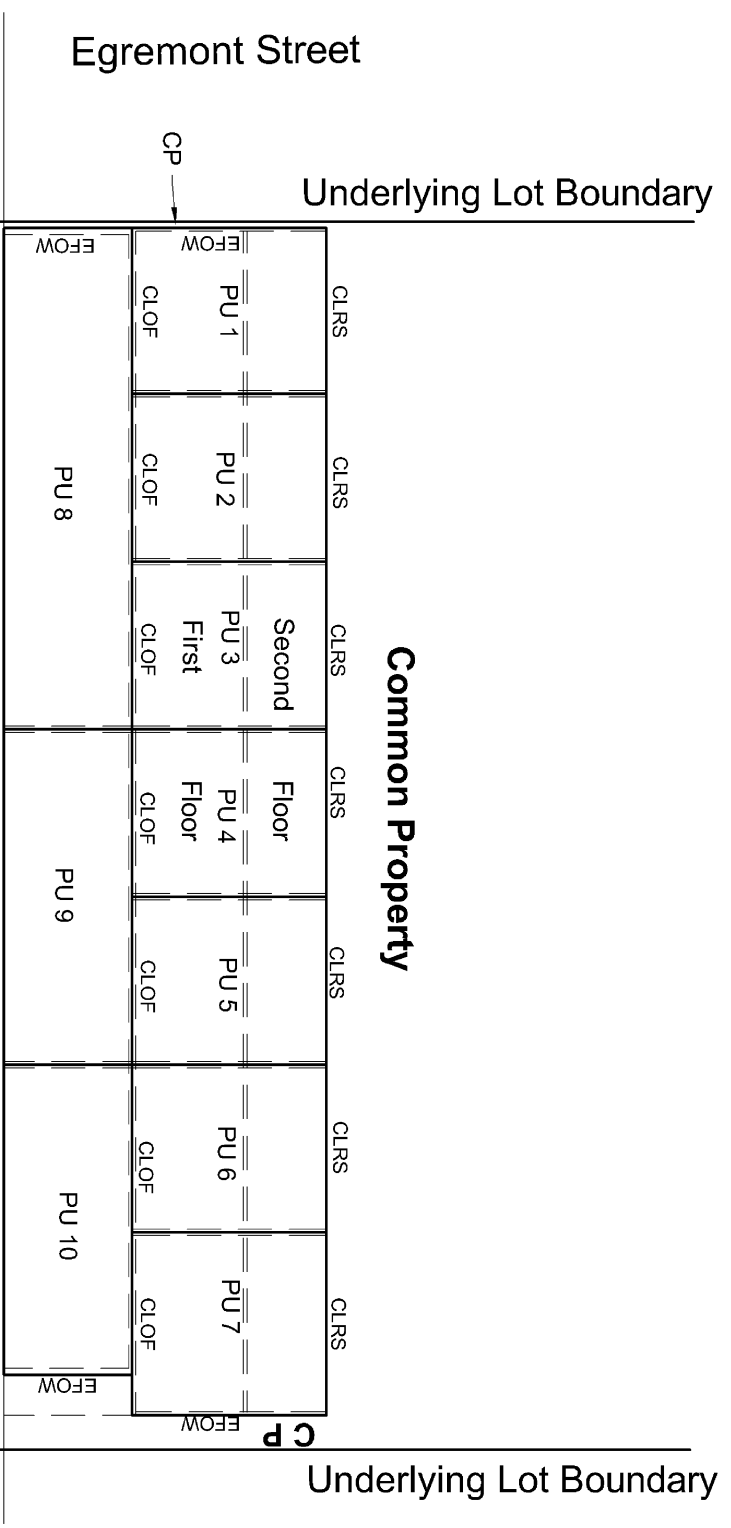 Egremont Street
CP
Underlying Lot Boundary
EFOW
EFOW
CLOF
PU 1
CLRS
PU 8
CLOF
PU 2
CLRS
CLOF
First
PU 3
Second
CLRS
Common Property
CLOF
Floor
PU 4
Floor
CLRS
PU 9
CLOF
PU 5
CLRS
CLOF
PU 6
CLRS
PU 10
CLOF
PU 7
CLRS
EFOW
EFOW
C P
Underlying Lot Boundary